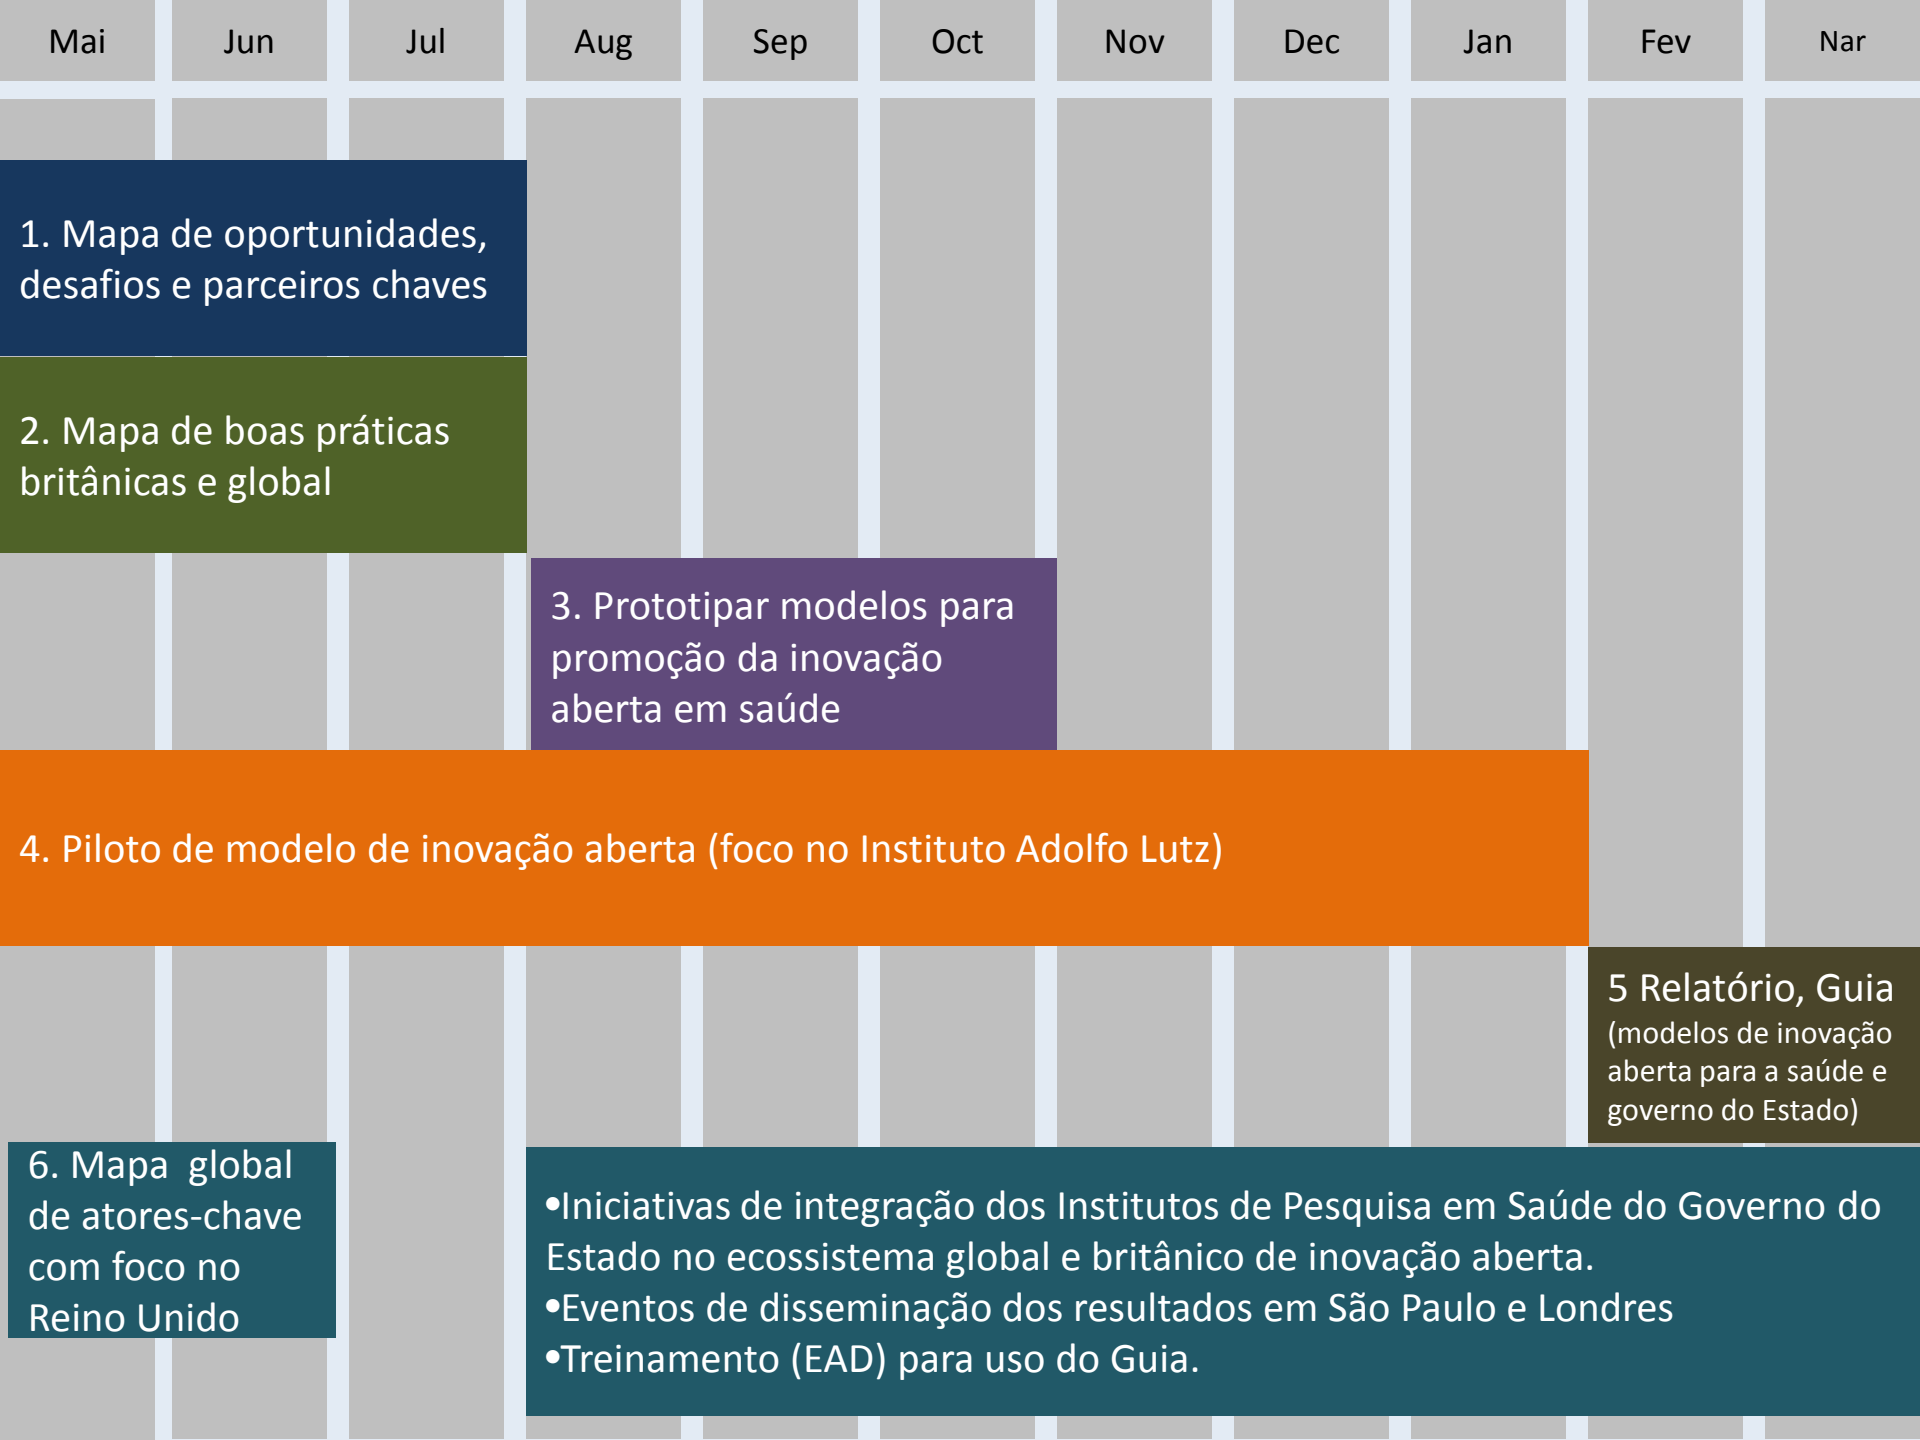 Mai Jun Jul Aug Sep Oct Nov Dec Jan Fev Nar
1. Mapa de oportunidades,
desafios e parceiros chaves
2. Mapa de boas práticas
britânicas e global
3. Prototipar modelos para
promoção da inovação
aberta em saúde
4. Piloto de modelo de inovação aberta (foco no Instituto Adolfo Lutz)
5 Relatório, Guia
(modelos de inovação
aberta para a saúde e
governo do Estado)
6. Mapa global
de atores-chave
com foco no
Reino Unido
•Iniciativas de integração dos Institutos de Pesquisa em Saúde do Governo do
Estado no ecossistema global e britânico de inovação aberta.
•Eventos de disseminação dos resultados em São Paulo e Londres
•Treinamento (EAD) para uso do Guia.